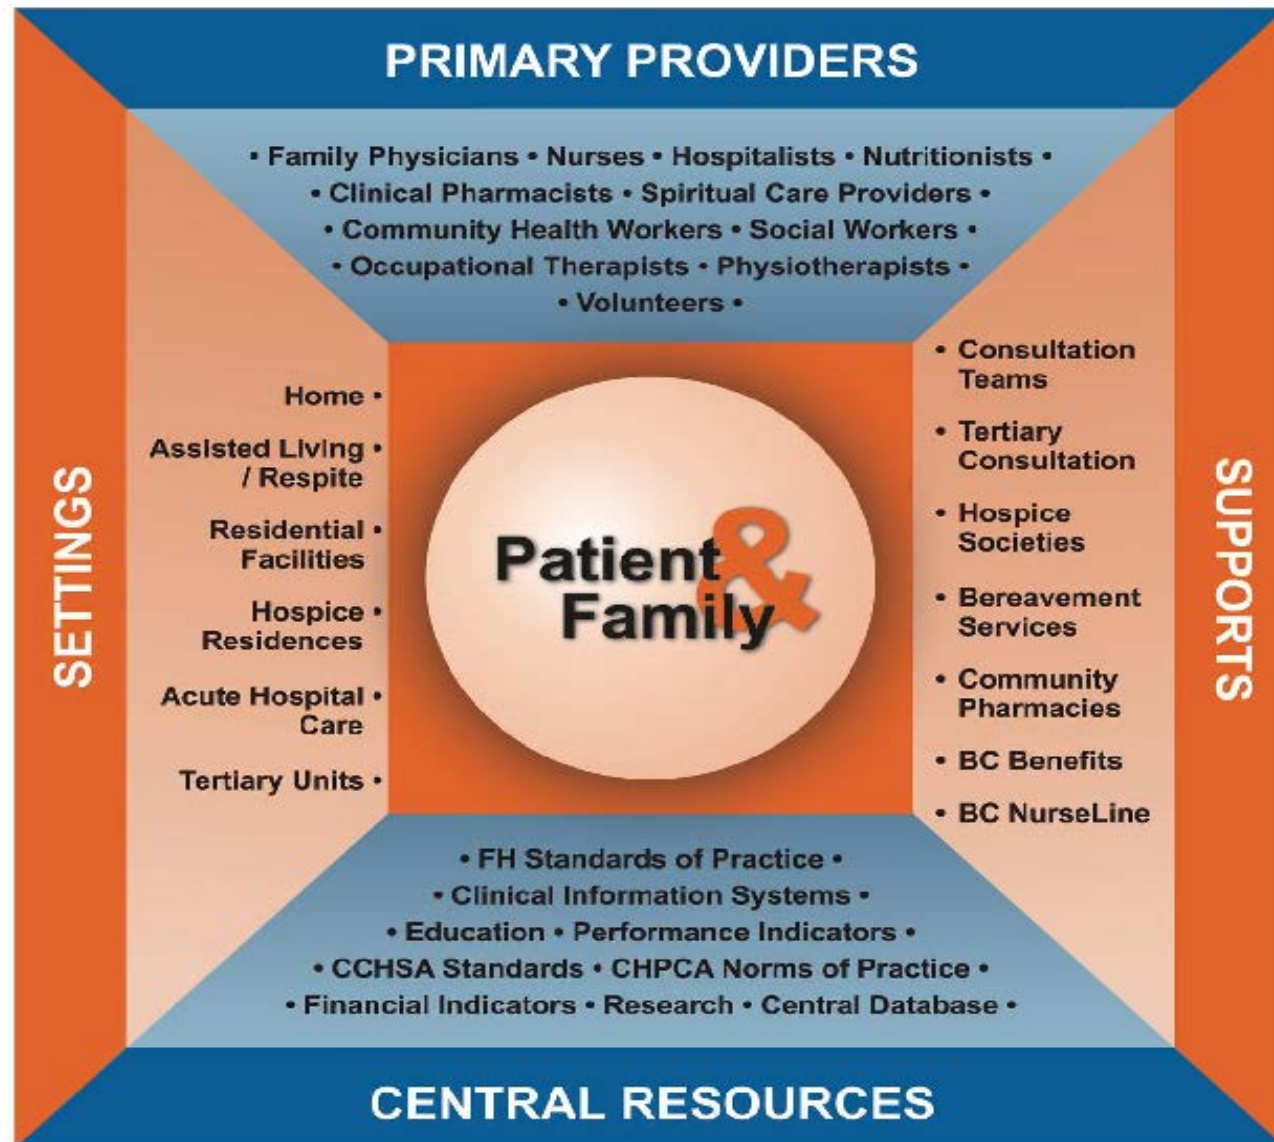 PRIMARY PROVIDERS
• Family Physicians • Nurses • Hospitalists • Nutritionists •
• Clinical Pharmacists • Spiritual Care Providers •
• Community Health Workers • Social Workers •
• Occupational Therapists • Physiotherapists •
• Volunteers •
SETTINGS
Home •
Assisted Living •
/ Respite
Residential •
Facilities
Hospice •
Residences
Acute Hospital •
Care
Tertiary Units •
Patient &
Family
• Consultation
Teams
• Tertiary
Consultation
• Hospice
Societies
• Bereavement
Services
• Community
Pharmacies
• BC Benefits
• BC NurseLine
SUPPORTS
• FH Standards of Practice •
• Clinical Information Systems •
• Education • Performance Indicators •
• CCHSA Standards • CHPCA Norms of Practice •
• Financial Indicators • Research • Central Database •
CENTRAL RESOURCES